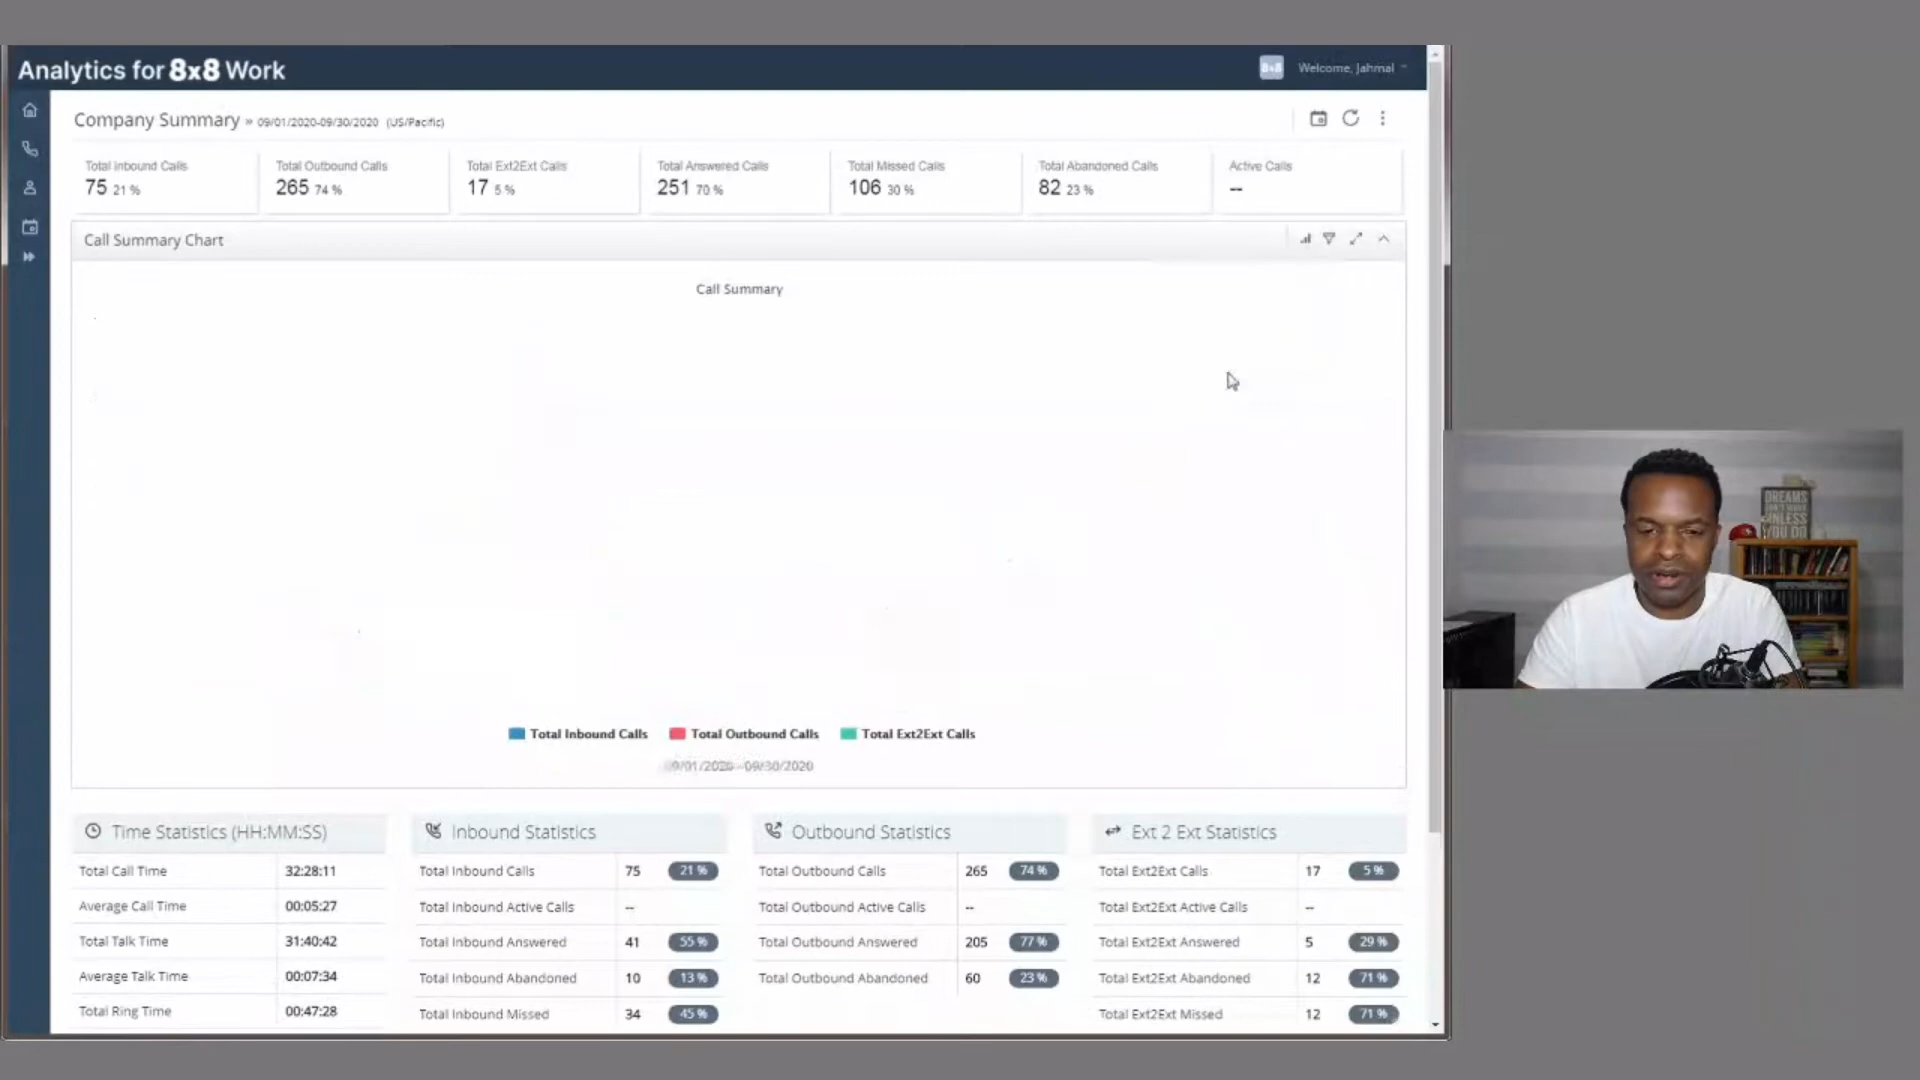 Analytics for 8x8 Work
8x8 Welcome, Jahmal
Company Summary » 09/01/2020-09/30/2020 (US/Pacific)
Total Inbound Calls
75 21 %
Total Outbound Calls
265 74 %
Total Ext2Ext Calls
17 5 %
Total Answered Calls
251 70 %
Total Missed Calls
106 30 %
Total Abandoned Calls
82 23 %
Active Calls
--
Call Summary Chart
Call Summary
Total Inbound Calls Total Outbound Calls Total Ext2Ext Calls
09/01/2020 - 09/30/2020
Time Statistics (HH:MM:SS)
Total Call Time 32:28:11
Average Call Time 00:05:27
Total Talk Time 31:40:42
Average Talk Time 00:07:34
Total Ring Time 00:47:28
Inbound Statistics
Total Inbound Calls 75 21 %
Total Inbound Active Calls --
Total Inbound Answered 41 55 %
Total Inbound Abandoned 10 13 %
Total Inbound Missed 34 45 %
Outbound Statistics
Total Outbound Calls 265 74 %
Total Outbound Active Calls --
Total Outbound Answered 205 77 %
Total Outbound Abandoned 60 23 %
Ext 2 Ext Statistics
Total Ext2Ext Calls 17 5 %
Total Ext2Ext Active Calls --
Total Ext2Ext Answered 5 29 %
Total Ext2Ext Abandoned 12 71 %
Total Ext2Ext Missed 12 71 %
DREAMS
UNLESS
YOU DO